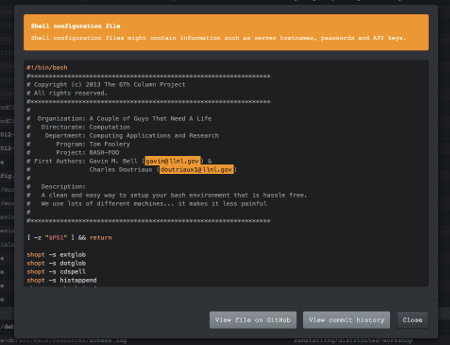 Shell configuration file
Shell configuration files might contain information such as server hostnames, passwords and API keys.
#!/bin/bash
#*****************************************************************
# Copyright (c) 2013 The 6Th Column Project
# All rights reserved.
#*****************************************************************
#
# Organization: A Couple of Guys That Need A Life
# Directorate: Computation
# Department: Computing Applications and Research
# Program: Tom Foolery
# Project: BASH-FOO
# First Authors: Gavin M. Bell (gavin@llnl.gov) &
# Charles Doutriaux (doutriaux1@llnl.gov)
#
# Description:
# A clean and easy way to setup your bash environment that is hassle free.
# We use lots of different machines... it makes it less painful
#
#*****************************************************************
[ -z "$PS1" ] && return
shopt -s extglob
shopt -s dotglob
shopt -s cdspell
shopt -s histappend
View file on GitHub
View commit history
Close